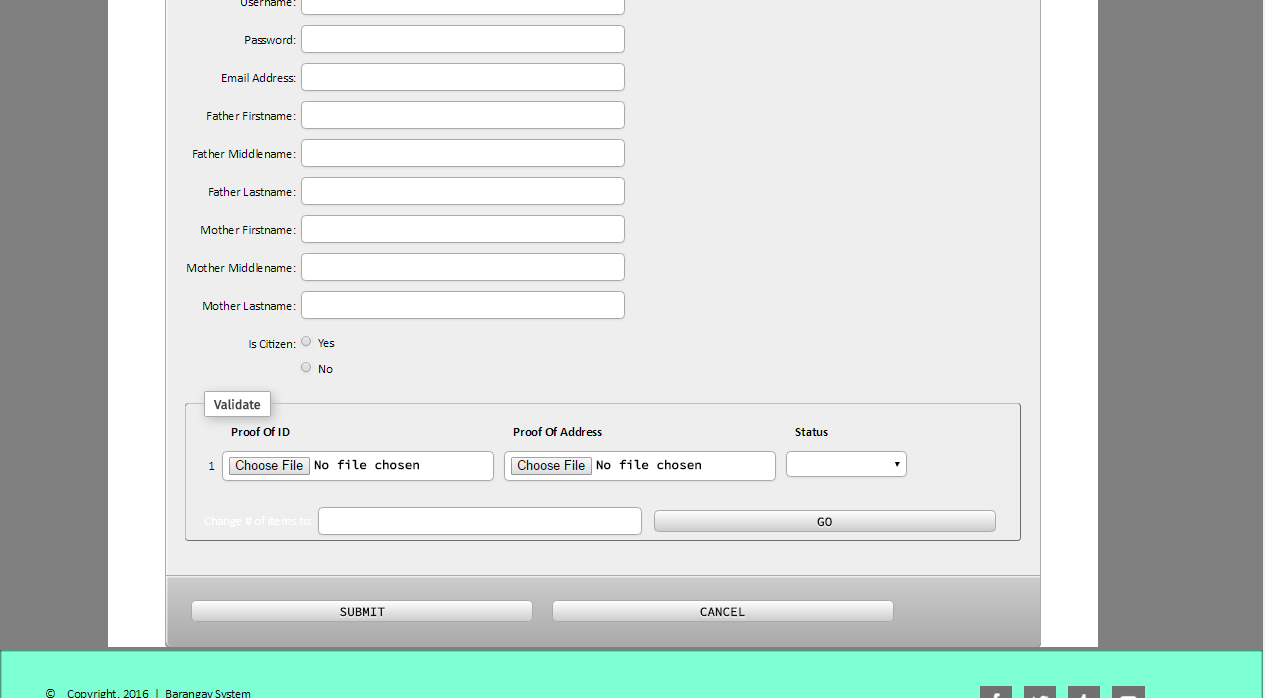 Username:
Password:
Email Address:
Father Firstname:
Father Middlename:
Father Lastname:
Mother Firstname:
Mother Middlename:
Mother Lastname:
Is Citizen: Yes
No
Validate
Proof Of ID Proof Of Address Status
1 Choose File No file chosen Choose File No file chosen
Change # of items to: GO
SUBMIT CANCEL
© Copyright, 2016 | Barangay System